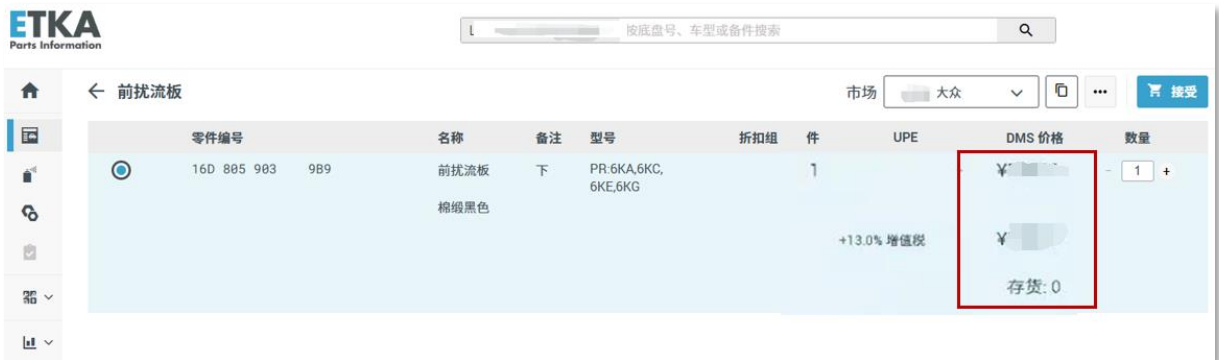 ETKA
Parts Information
L 按底盘号、车型或备件搜索
前扰流板
市场 大众
接受
零件编号 名称 备注 型号 折扣组 件 UPE DMS 价格 数量
16D 805 903 9B9 前扰流板 下 PR:6KA,6KC, 1 ¥ - 1 +
6KE,6KG
棉缎黑色
+13.0% 增值税 ¥
存货: 0